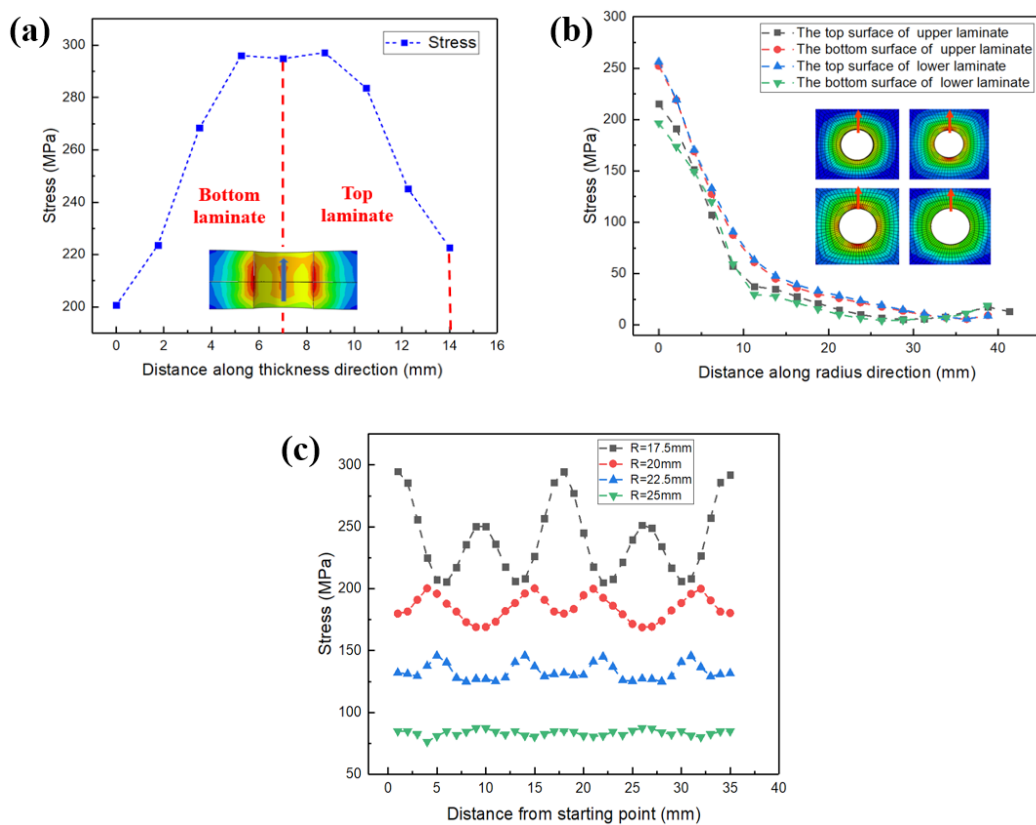 (a)
Stress
Stress (MPa)
300
280
260
240
220
200
Bottom
laminate
Top
laminate
0 2 4 6 8 10 12 14 16
Distance along thickness direction (mm)
(b)
The top surface of upper laminate
The bottom surface of upper laminate
The top surface of lower laminate
The bottom surface of lower laminate
Stress (MPa)
300
250
200
150
100
50
0
0 10 20 30 40
Distance along radius direction (mm)
(c)
R=17.5mm
R=20mm
R=22.5mm
R=25mm
Stress (MPa)
300
250
200
150
100
50
0 5 10 15 20 25 30 35 40
Distance from starting point (mm)